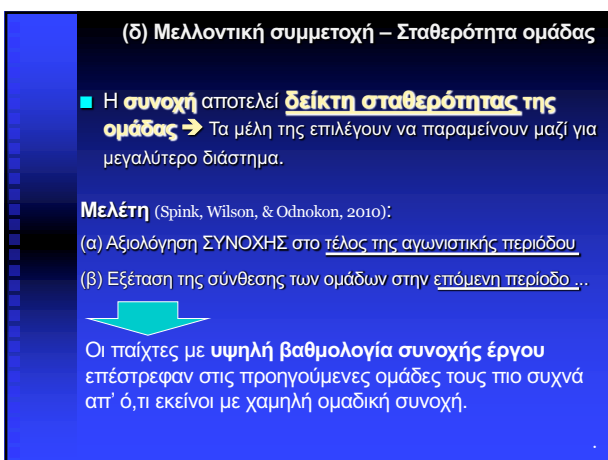 (δ) Μελλοντική συμμετοχή – Σταθερότητα ομάδας
Η συνοχή αποτελεί δείκτη σταθερότητας της
ομάδας ➔ Τα μέλη της επιλέγουν να παραμείνουν μαζί για
μεγαλύτερο διάστημα.
Μελέτη (Spink, Wilson, & Odnokon, 2010):
(α) Αξιολόγηση ΣΥΝΟΧΗΣ στο τέλος της αγωνιστικής περιόδου
(β) Εξέταση της σύνθεσης των ομάδων στην επόμενη περίοδο ...
Οι παίχτες με υψηλή βαθμολογία συνοχής έργου
επέστρεφαν στις προηγούμενες ομάδες τους πιο συχνά
απ' ό,τι εκείνοι με χαμηλή ομαδική συνοχή.
.